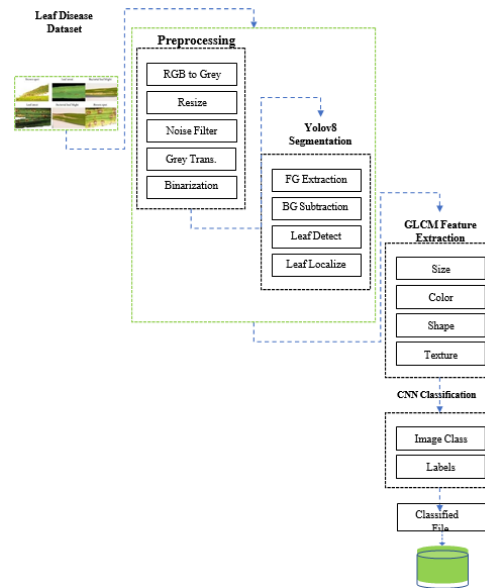 Leaf Disease
Dataset
Preprocessing
RGB to Grey
Resize
Noise Filter
Grey Trans.
Binarization
Yolov8
Segmentation
FG Extraction
BG Subtraction
Leaf Detect
Leaf Localize
GLCM Feature
Extraction
Size
Color
Shape
Texture
CNN Classification
Image Class
Labels
Classified
File